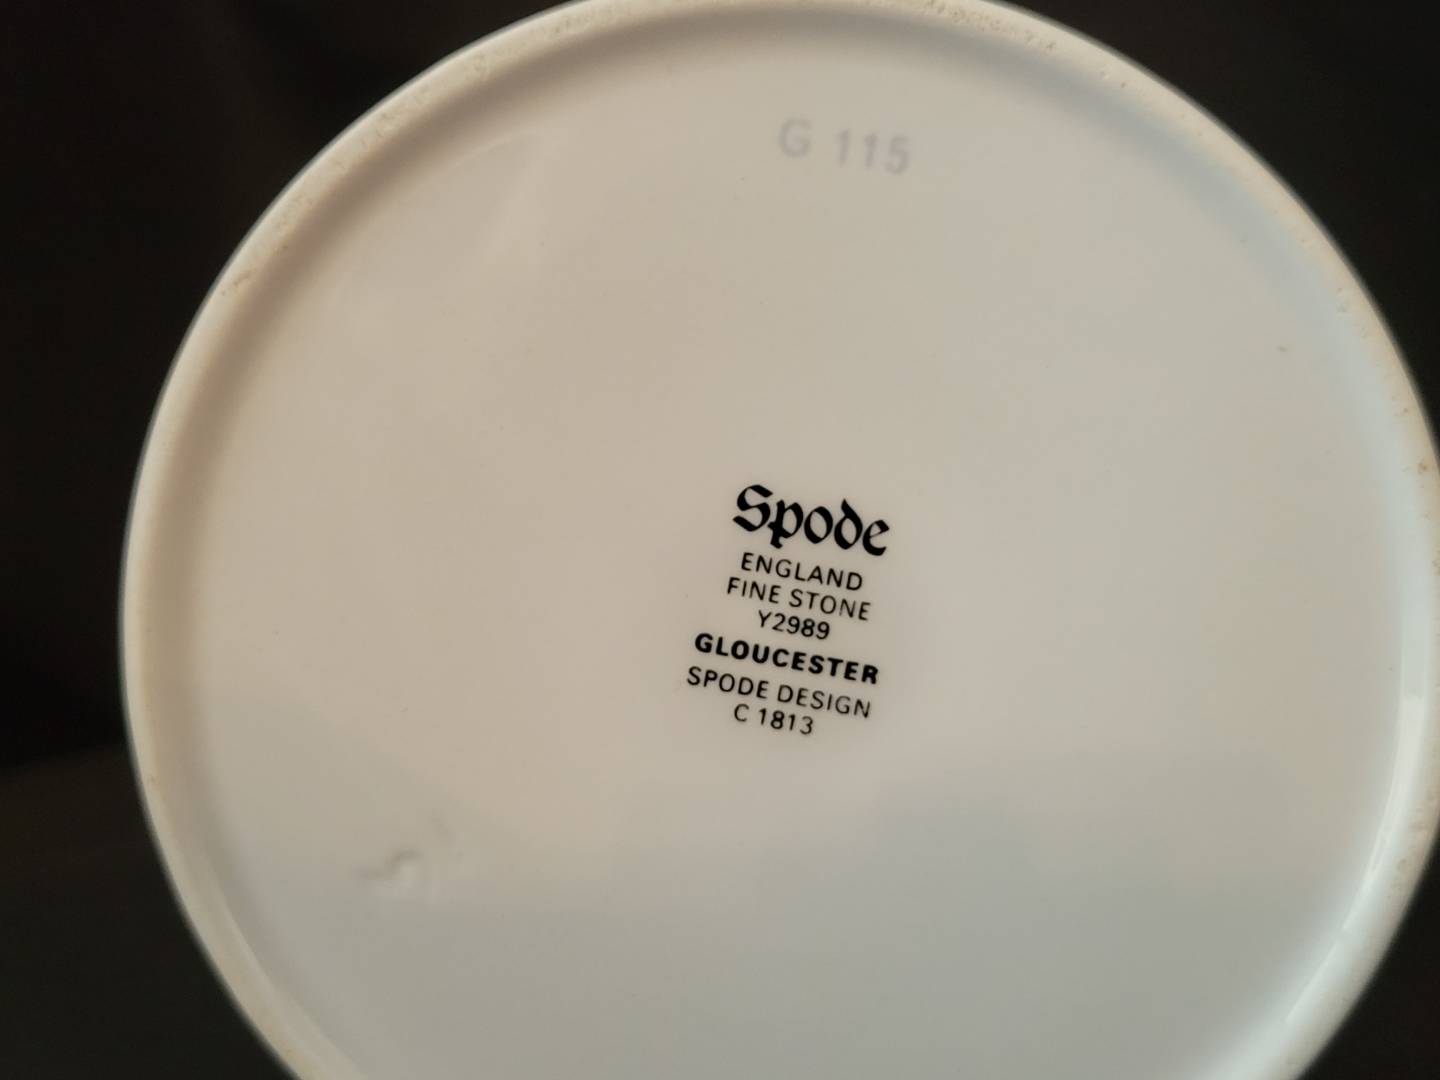 G 115
Spode
ENGLAND
FINE STONE
Y2989
GLOUCESTER
SPODE DESIGN
C 1813